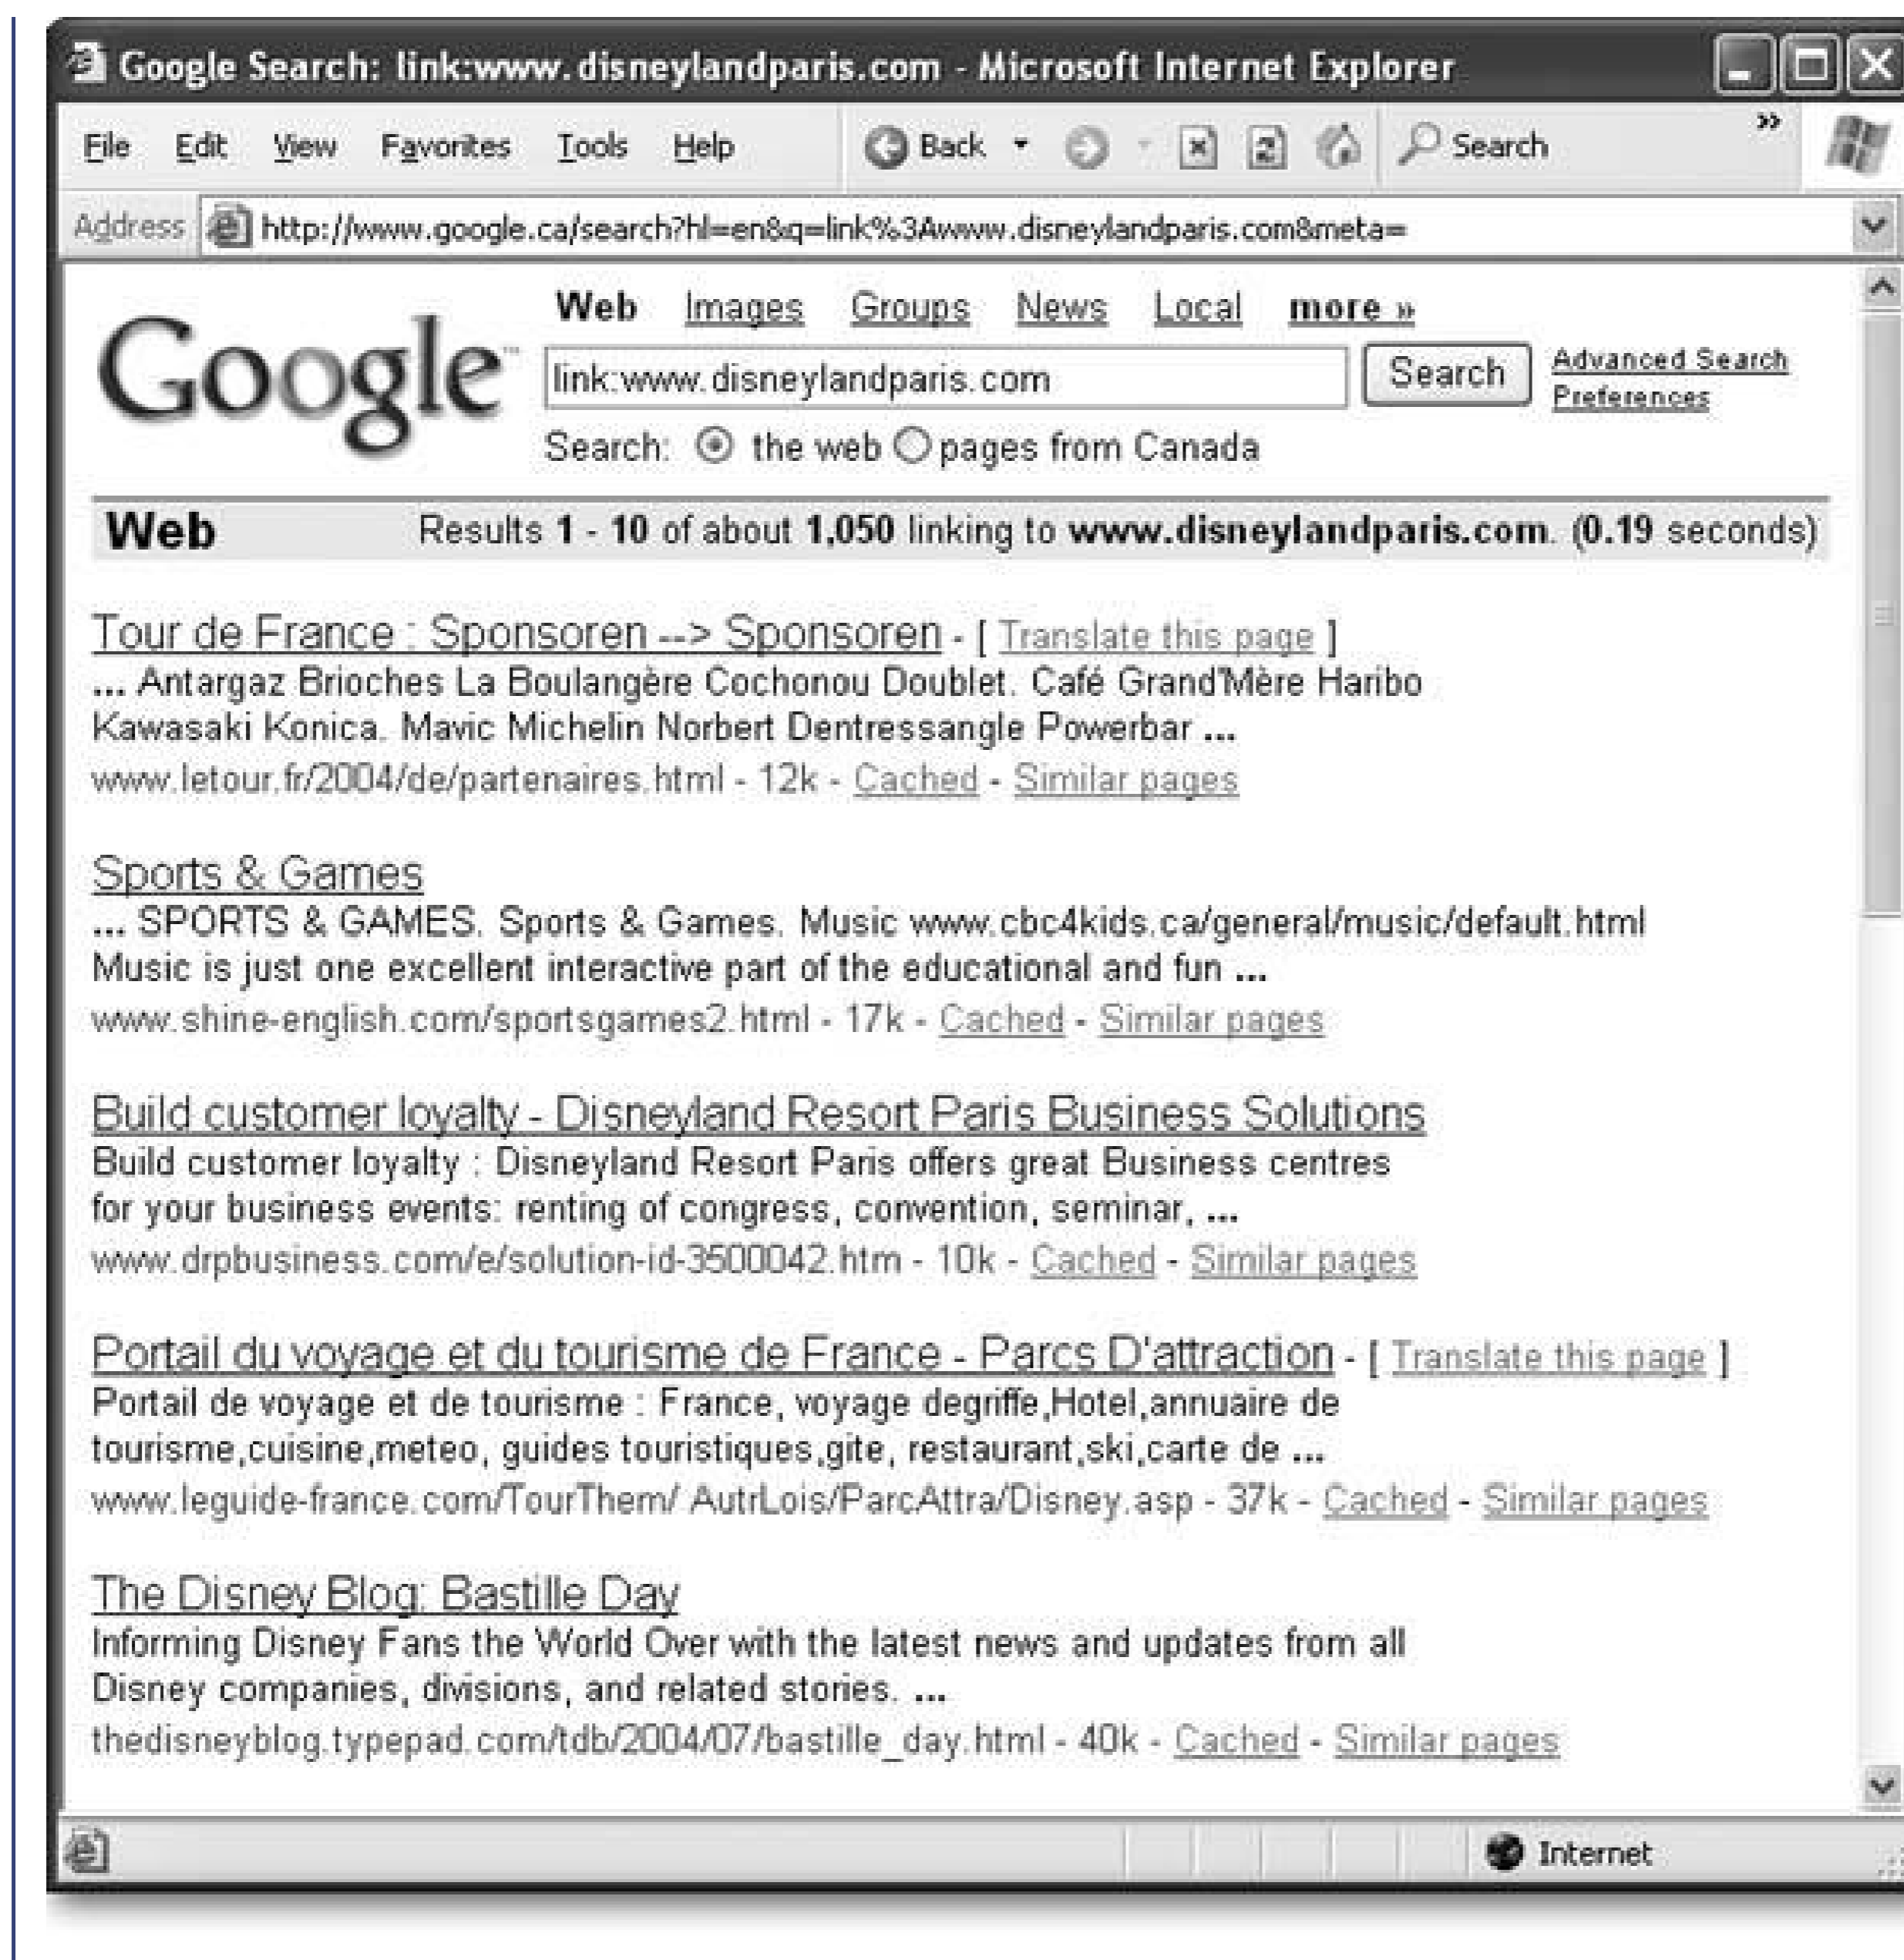 Google Search: link:www.disneylandparis.com - Microsoft Internet Explorer
File Edit View Favorites Tools Help Back Search »
Address http://www.google.ca/search?hl=en&q=link%3Awww.disneylandparis.com&meta=
Web Images Groups News Local more »
Google™ link:www.disneylandparis.com Search Advanced Search
Preferences
Search: the web pages from Canada
Web Results 1 - 10 of about 1,050 linking to www.disneylandparis.com. (0.19 seconds)
Tour de France : Sponsoren --> Sponsoren - [ Translate this page ]
... Antargaz Brioches La Boulangère Cochonou Doublet. Café Grand'Mère Haribo
Kawasaki Konica. Mavic Michelin Norbert Dentressangle Powerbar ...
www.letour.fr/2004/de/partenaires.html - 12k - Cached - Similar pages
Sports & Games
... SPORTS & GAMES. Sports & Games. Music www.cbc4kids.ca/general/music/default.html
Music is just one excellent interactive part of the educational and fun ...
www.shine-english.com/sportsgames2.html - 17k - Cached - Similar pages
Build customer loyalty - Disneyland Resort Paris Business Solutions
Build customer loyalty : Disneyland Resort Paris offers great Business centres
for your business events: renting of congress, convention, seminar, ...
www.drpbusiness.com/e/solution-id-3500042.htm - 10k - Cached - Similar pages
Portail du voyage et du tourisme de France - Parcs D'attraction - [ Translate this page ]
Portail de voyage et de tourisme : France, voyage degriffe,Hotel,annuaire de
tourisme,cuisine,meteo, guides touristiques,gite, restaurant,ski,carte de ...
www.leguide-france.com/TourThem/ AutrLois/ParcAttra/Disney.asp - 37k - Cached - Similar pages
The Disney Blog: Bastille Day
Informing Disney Fans the World Over with the latest news and updates from all
Disney companies, divisions, and related stories. ...
thedisneyblog.typepad.com/tdb/2004/07/bastille_day.html - 40k - Cached - Similar pages
Internet